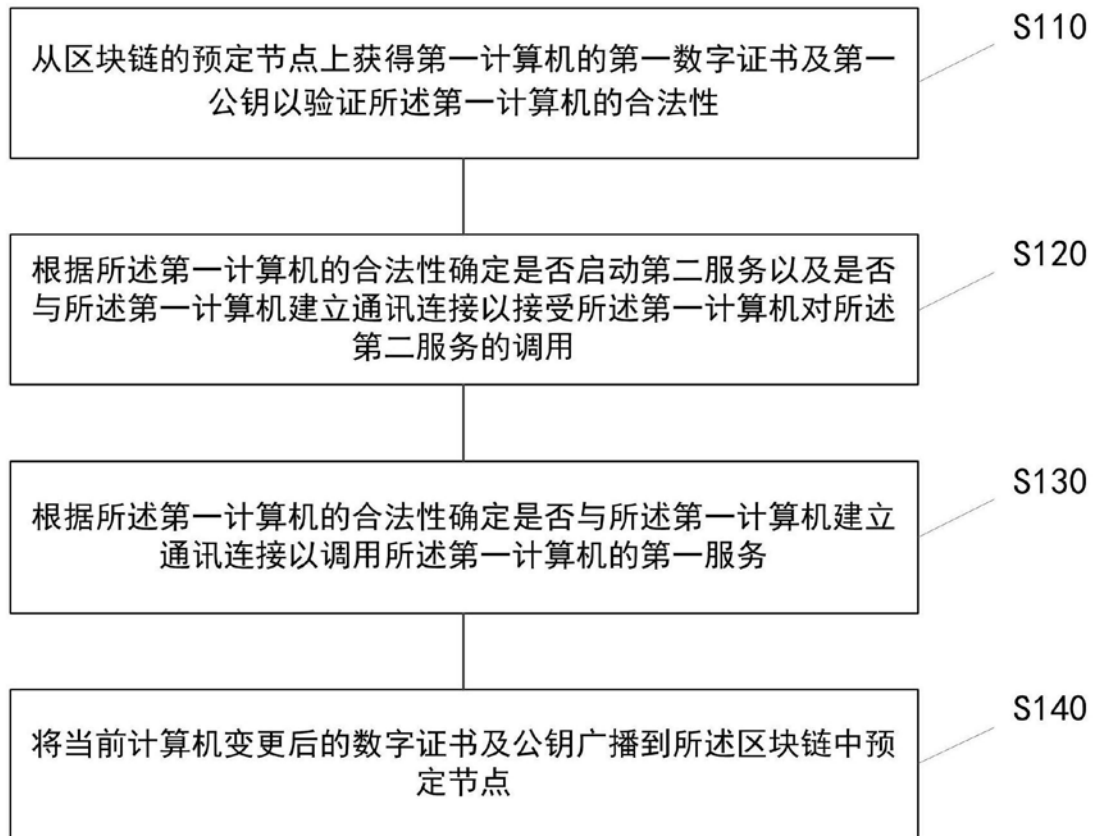 S110
从区块链的预定节点上获得第一计算机的第一数字证书及第一
公钥以验证所述第一计算机的合法性
S120
根据所述第一计算机的合法性确定是否启动第二服务以及是否
与所述第一计算机建立通讯连接以接受所述第一计算机对所述
第二服务的调用
S130
根据所述第一计算机的合法性确定是否与所述第一计算机建立
通讯连接以调用所述第一计算机的第一服务
S140
将当前计算机变更后的数字证书及公钥广播到所述区块链中预
定节点